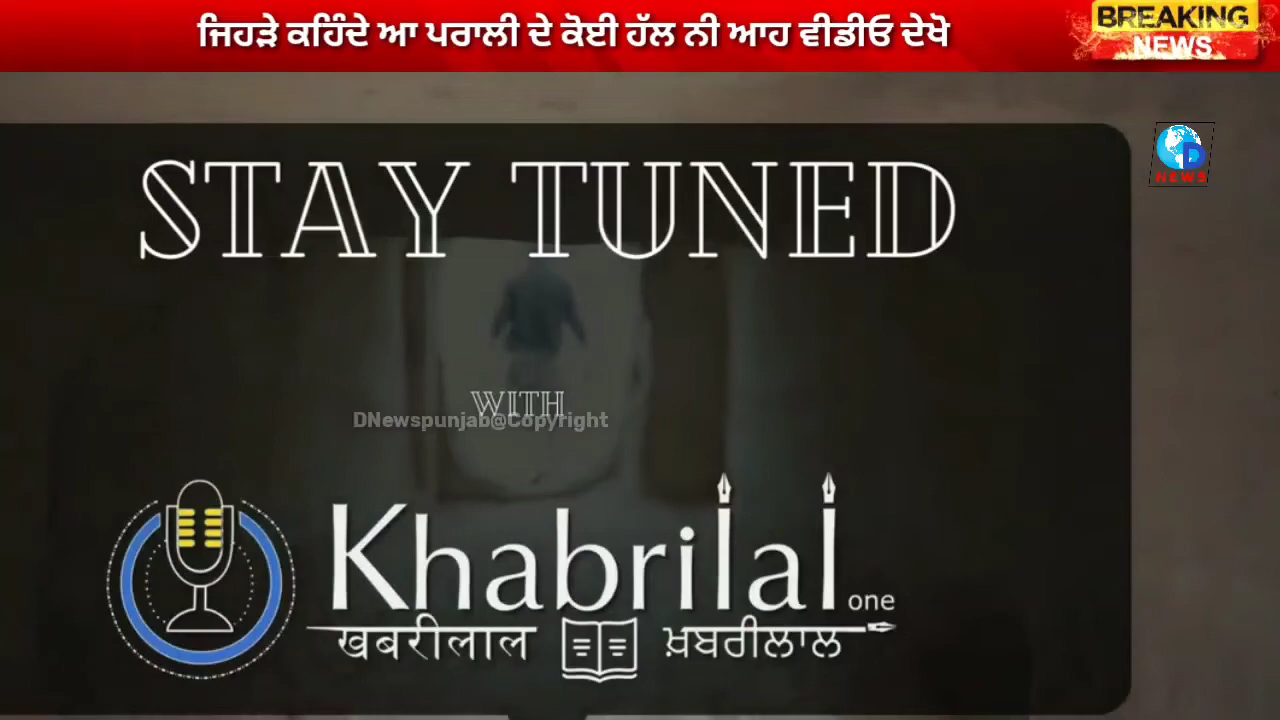 ਜਿਹੜੇ ਕਹਿੰਦੇ ਆ ਪਰਾਲੀ ਦੇ ਕੋਈ ਹੱਲ ਨੀ ਆਹ ਵੀਡੀਓ ਦੇਖੋ
BREAKING
NEWS
D
NEWS
STAY TUNED
WITH
DNewspunjab@Copyright
Khabrilal one
खबरीलाल ਖ਼ਬਰੀਲਾਲ